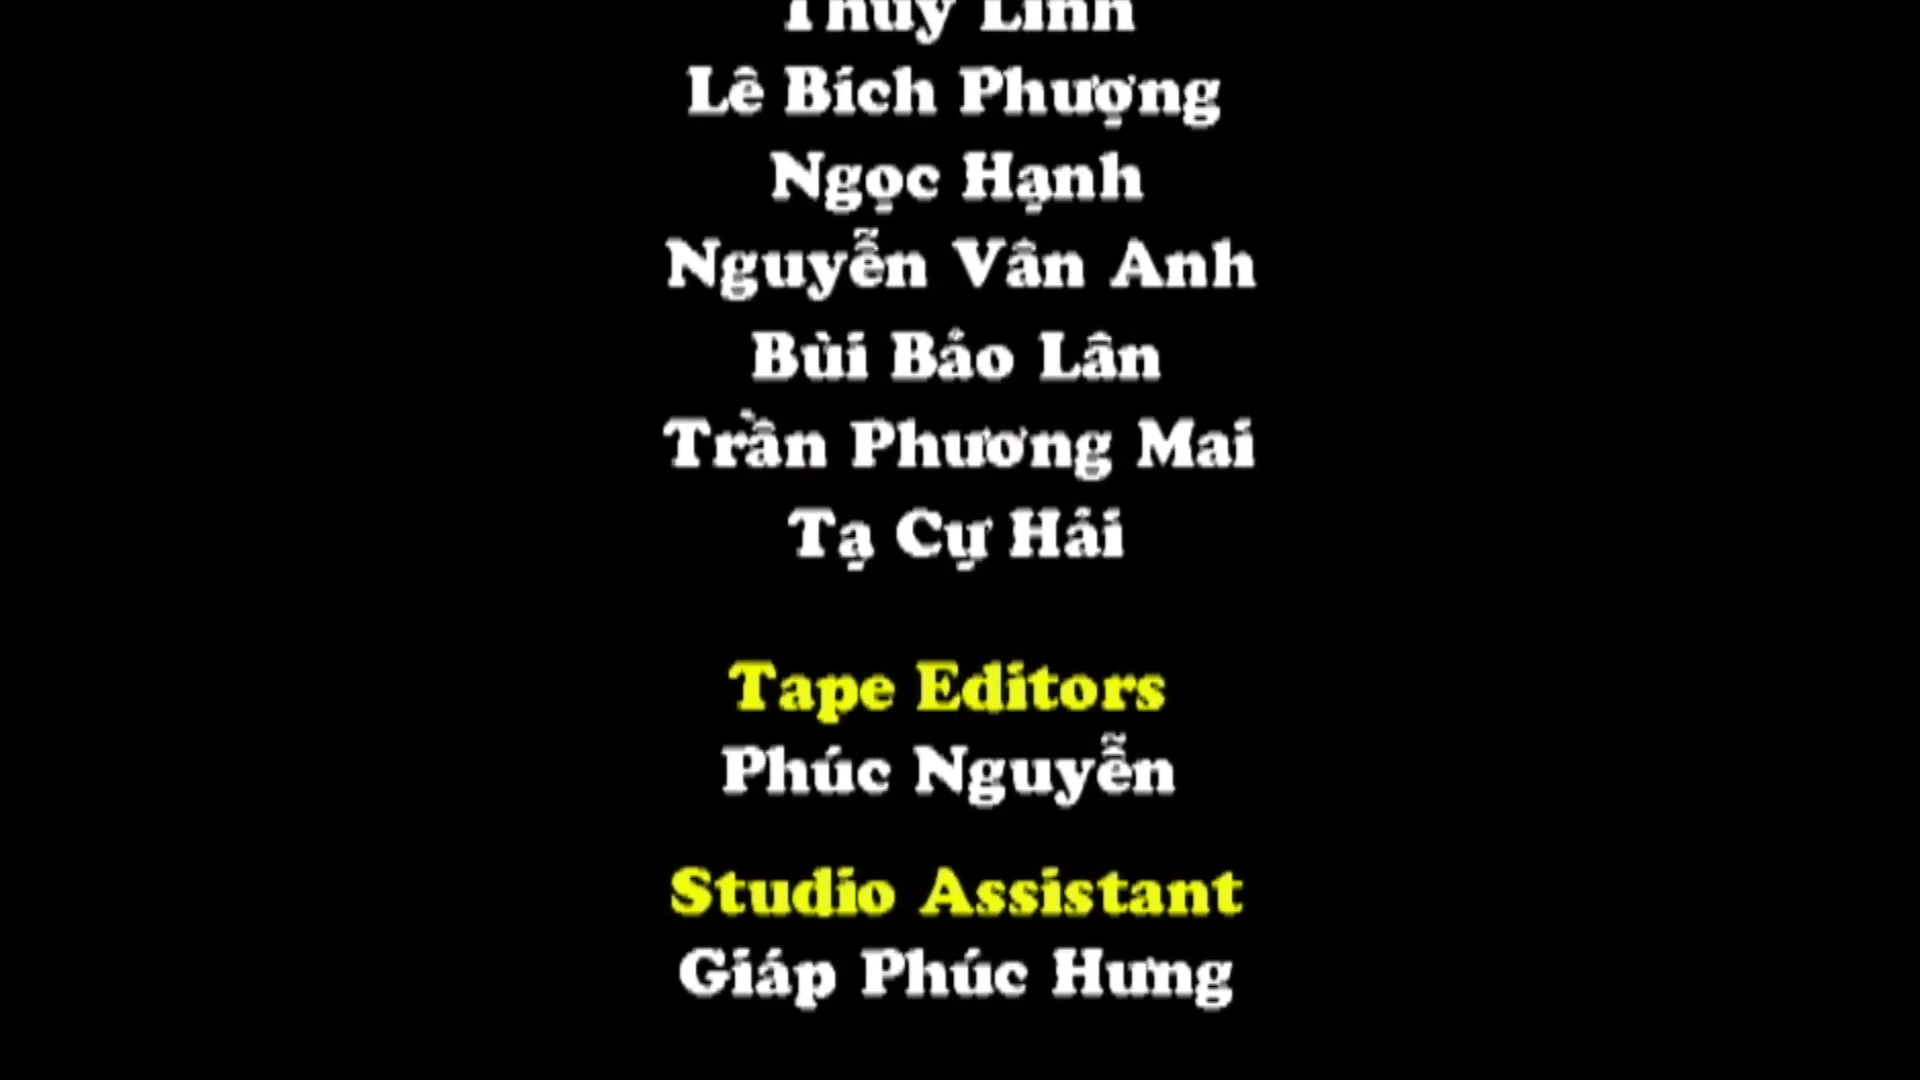 Linh
Lê Bích Phượng
Ngọc Hạnh
Nguyễn Vân Anh
Bùi Bảo Lân
Trần Phương Mai
Tạ Cự Hải
Tape Editors
Phúc Nguyễn
Studio Assistant
Giáp Phúc Hưng